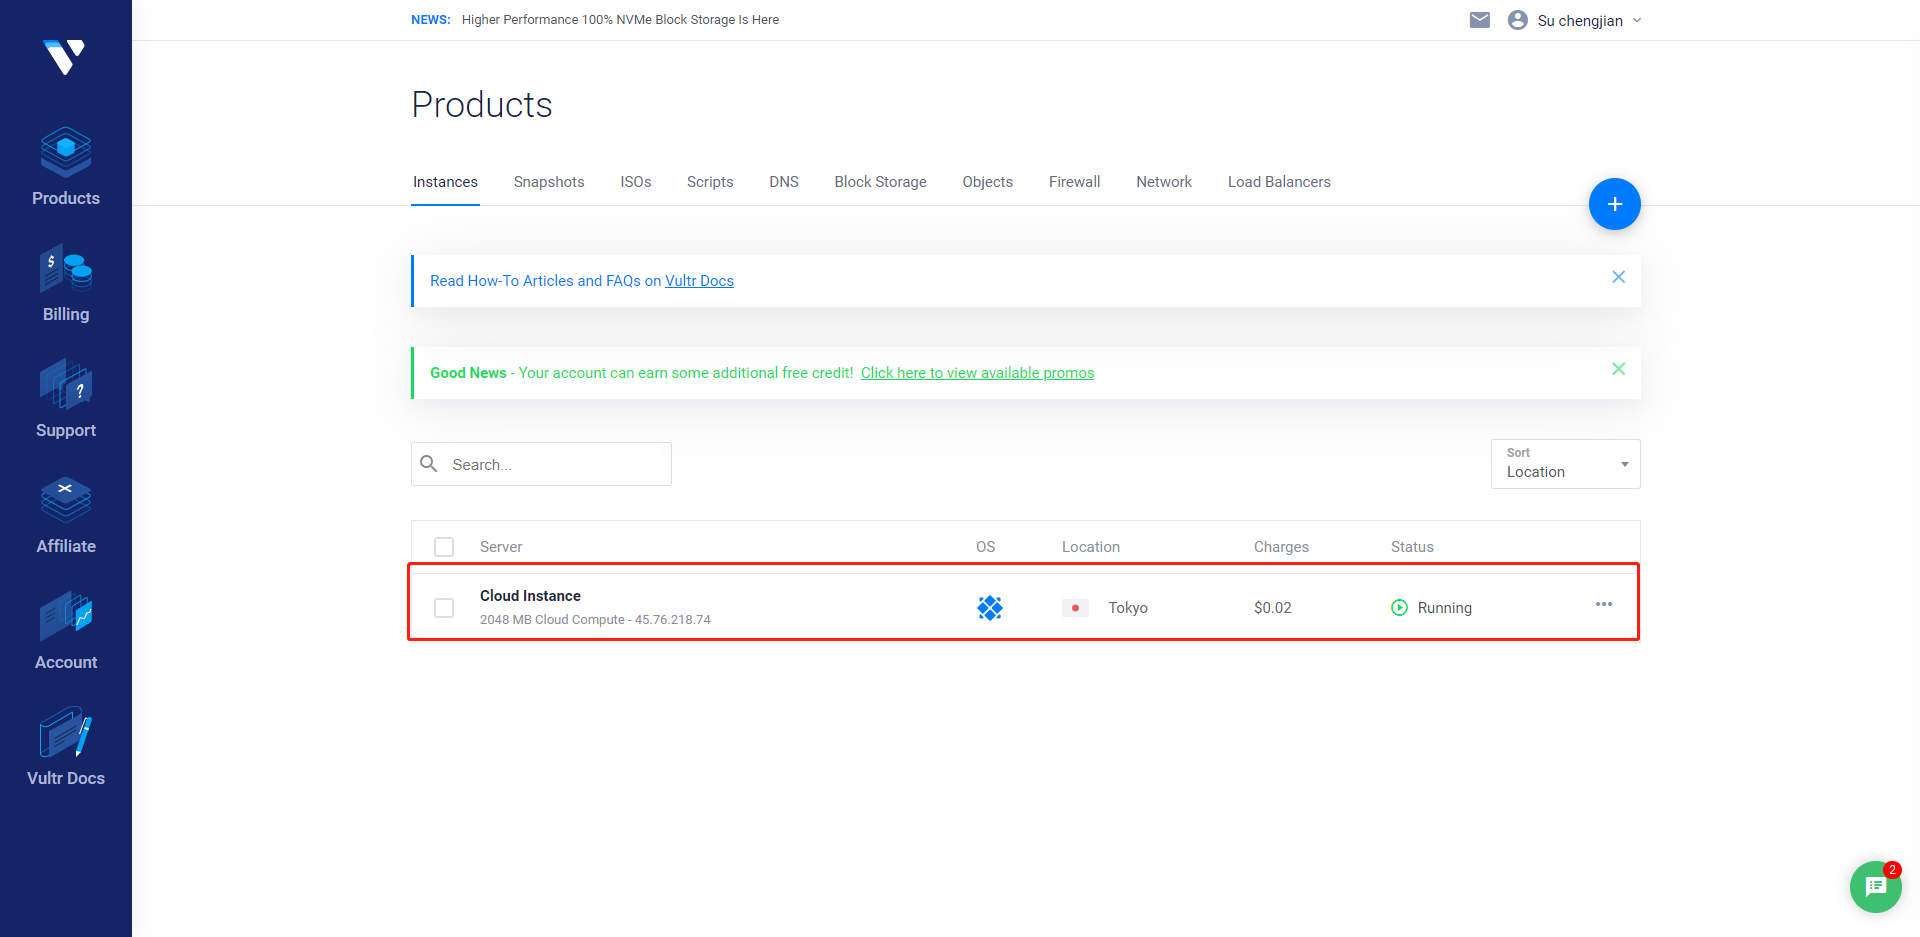 NEWS: Higher Performance 100% NVMe Block Storage Is Here
Su chengjian
Products
Billing
Support
Affiliate
Account
Vultr Docs
Products
Instances Snapshots ISOs Scripts DNS Block Storage Objects Firewall Network Load Balancers
+
Read How-To Articles and FAQs on Vultr Docs
Good News - Your account can earn some additional free credit! Click here to view available promos
Search...
Sort
Location
Server OS Location Charges Status
Cloud Instance
2048 MB Cloud Compute - 45.76.218.74
Tokyo $0.02 Running
2